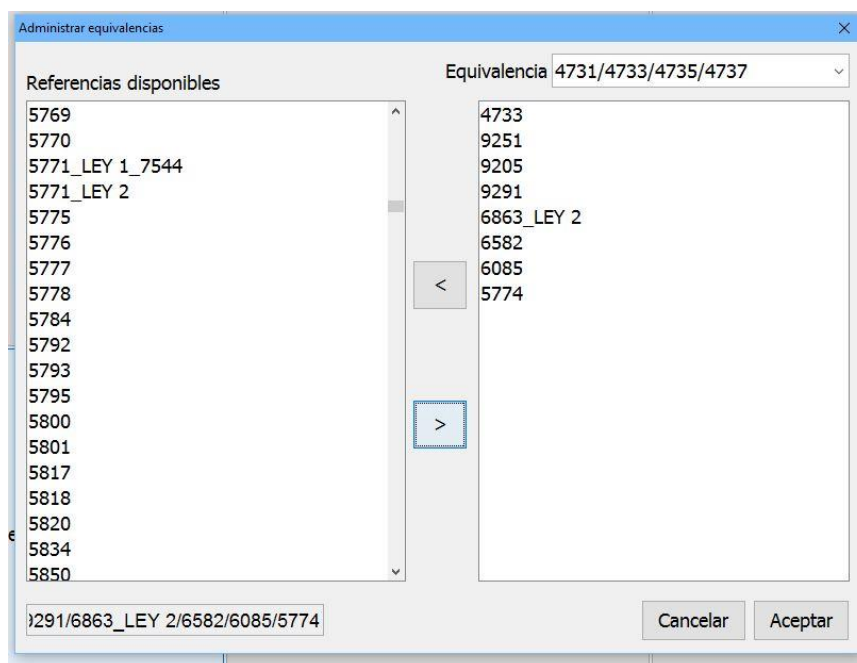 Administrar equivalencias
Equivalencia 4731/4733/4735/4737
Referencias disponibles
5769
5770
5771_LEY 1_7544
5771_LEY 2
5775
5776
5777
5778
5784
5792
5793
5795
5800
5801
5817
5818
5820
5834
5850
<
>
4733
9251
9205
9291
6863_LEY 2
6582
6085
5774
9291/6863_LEY 2/6582/6085/5774
Cancelar
Aceptar